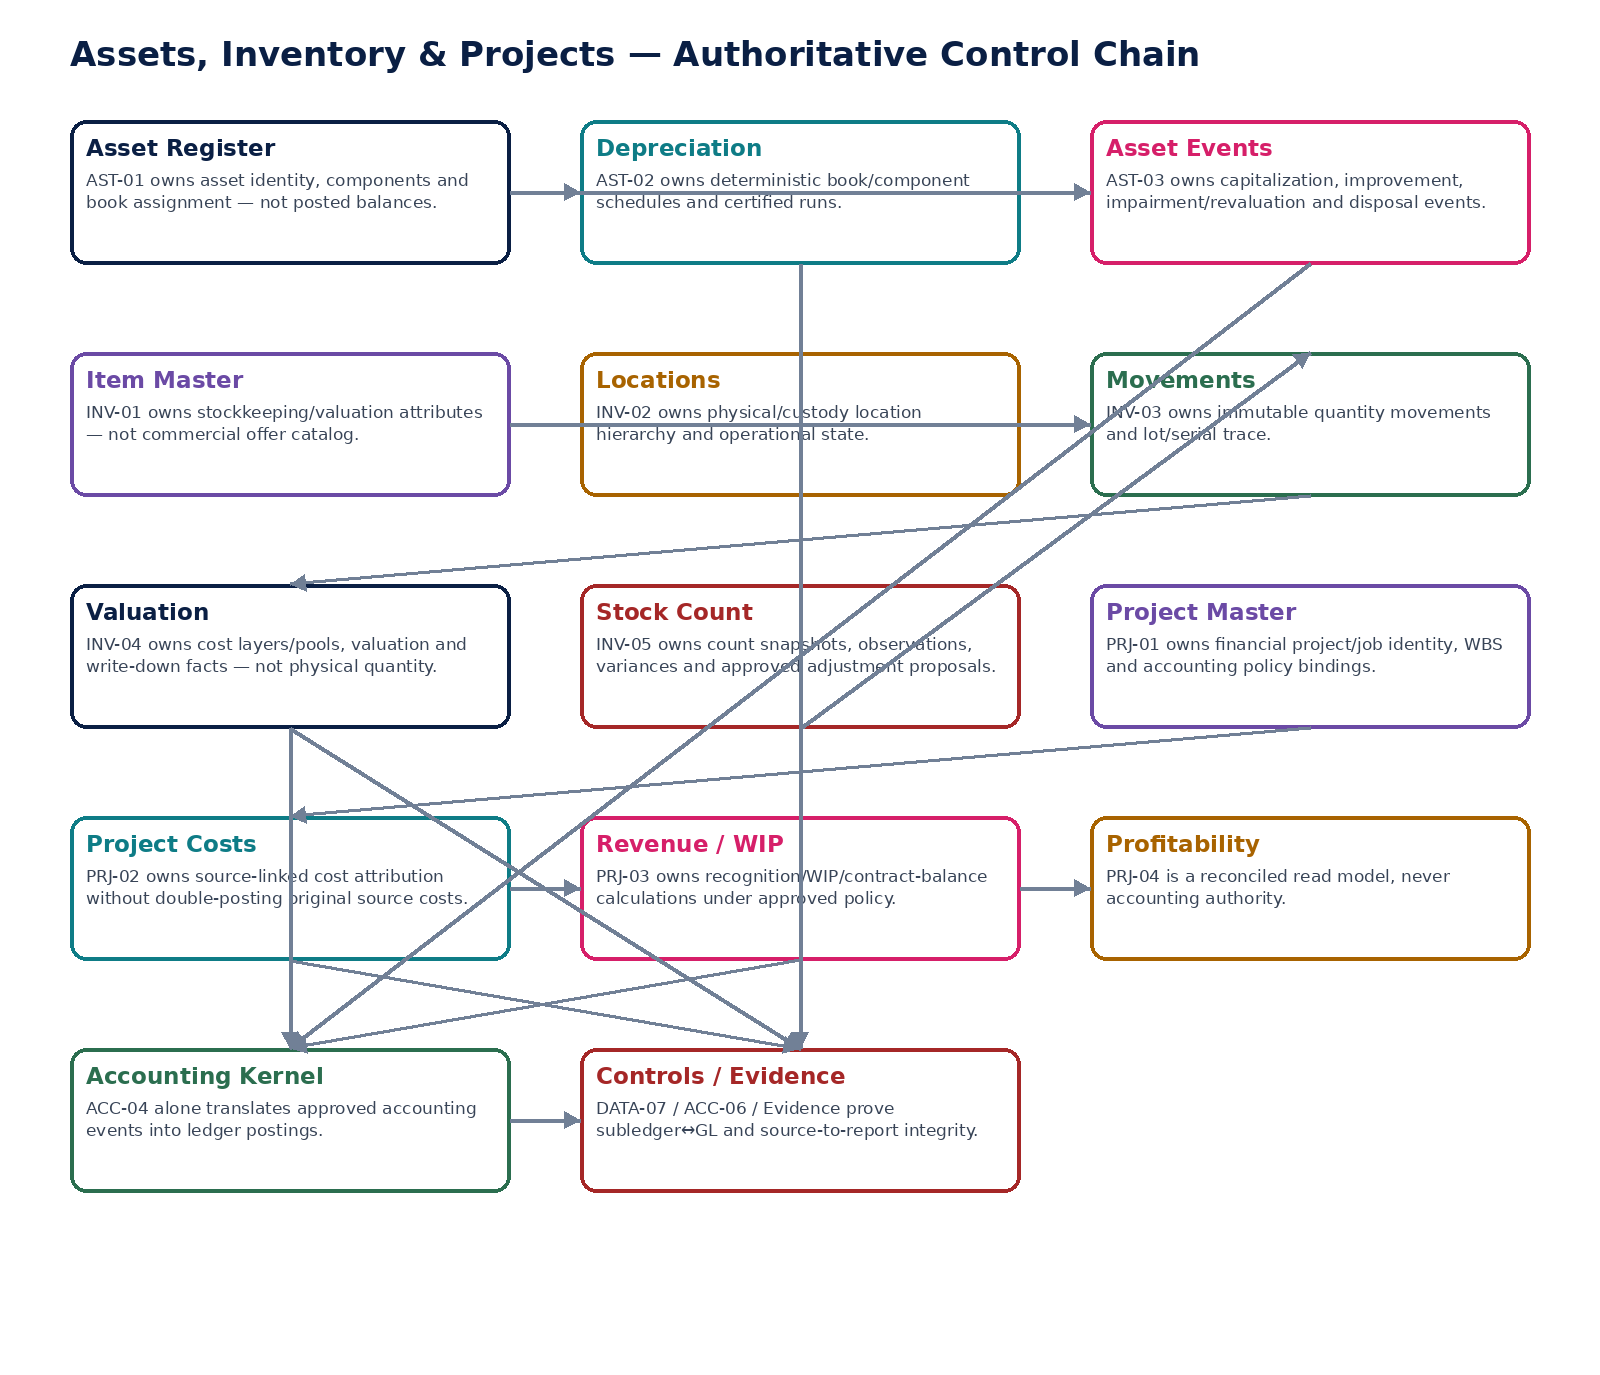 Assets, Inventory & Projects — Authoritative Control Chain
Asset Register
AST-01 owns asset identity, components and
book assignment — not posted balances.
Depreciation
AST-02 owns deterministic book/component
schedules and certified runs.
Asset Events
AST-03 owns capitalization, improvement,
impairment/revaluation and disposal events.
Item Master
INV-01 owns stockkeeping/valuation attributes
— not commercial offer catalog.
Locations
INV-02 owns physical/custody location
hierarchy and operational state.
Movements
INV-03 owns immutable quantity movements
and lot/serial trace.
Valuation
INV-04 owns cost layers/pools, valuation and
write-down facts — not physical quantity.
Stock Count
INV-05 owns count snapshots, observations,
variances and approved adjustment proposals.
Project Master
PRJ-01 owns financial project/job identity, WBS
and accounting policy bindings.
Project Costs
PRJ-02 owns source-linked cost attribution
without double-posting original source costs.
Revenue / WIP
PRJ-03 owns recognition/WIP/contract-balance
calculations under approved policy.
Profitability
PRJ-04 is a reconciled read model, never
accounting authority.
Accounting Kernel
ACC-04 alone translates approved accounting
events into ledger postings.
Controls / Evidence
DATA-07 / ACC-06 / Evidence prove
subledger↔GL and source-to-report integrity.